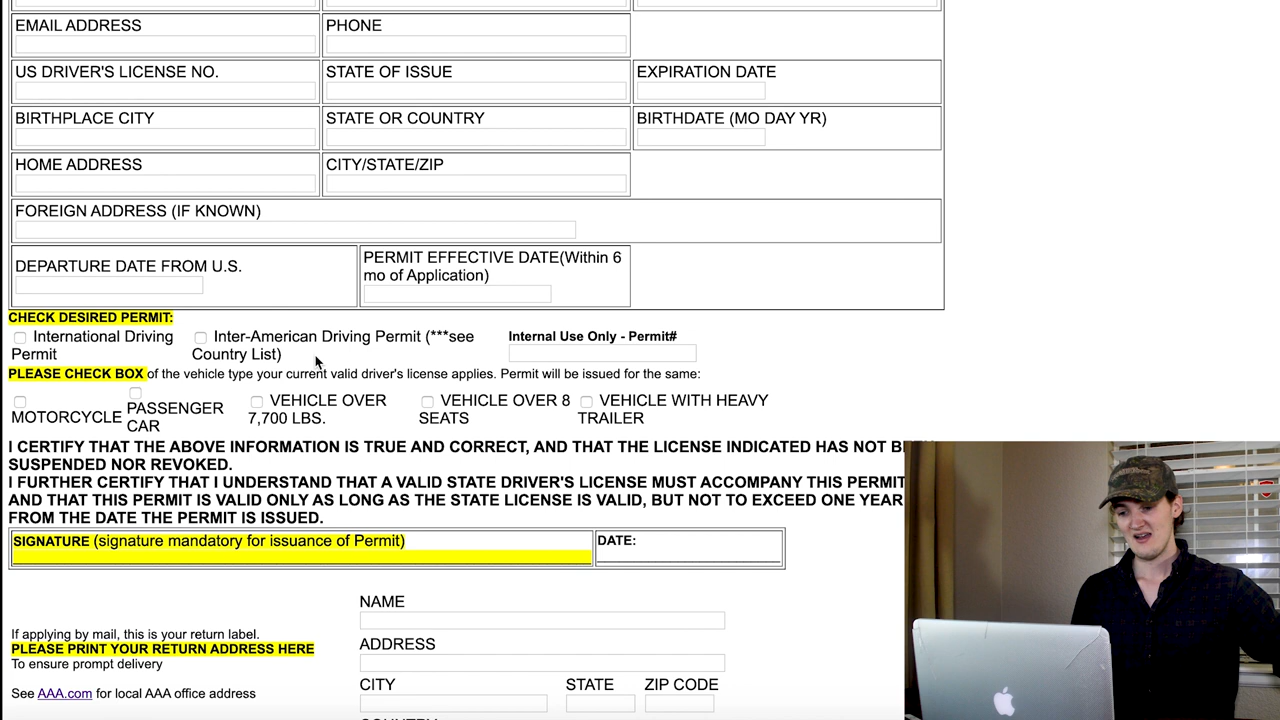 EMAIL ADDRESS PHONE
US DRIVER'S LICENSE NO. STATE OF ISSUE EXPIRATION DATE
BIRTHPLACE CITY STATE OR COUNTRY BIRTHDATE (MO DAY YR)
HOME ADDRESS CITY/STATE/ZIP
FOREIGN ADDRESS (IF KNOWN)
DEPARTURE DATE FROM U.S.
PERMIT EFFECTIVE DATE(Within 6
mo of Application)
CHECK DESIRED PERMIT:
International Driving
Permit
Inter-American Driving Permit (***see
Country List)
Internal Use Only - Permit#
PLEASE CHECK BOX of the vehicle type your current valid driver's license applies. Permit will be issued for the same:
MOTORCYCLE
PASSENGER
CAR
VEHICLE OVER
7,700 LBS.
VEHICLE OVER 8
SEATS
VEHICLE WITH HEAVY
TRAILER
I CERTIFY THAT THE ABOVE INFORMATION IS TRUE AND CORRECT, AND THAT THE LICENSE INDICATED HAS NOT
SUSPENDED NOR REVOKED.
I FURTHER CERTIFY THAT I UNDERSTAND THAT A VALID STATE DRIVER'S LICENSE MUST ACCOMPANY THIS PERMIT
AND THAT THIS PERMIT IS VALID ONLY AS LONG AS THE STATE LICENSE IS VALID, BUT NOT TO EXCEED ONE YEAR
FROM THE DATE THE PERMIT IS ISSUED.
SIGNATURE (signature mandatory for issuance of Permit) DATE:
NAME
If applying by mail, this is your return label.
PLEASE PRINT YOUR RETURN ADDRESS HERE
To ensure prompt delivery
See AAA.com for local AAA office address
ADDRESS
CITY STATE ZIP CODE